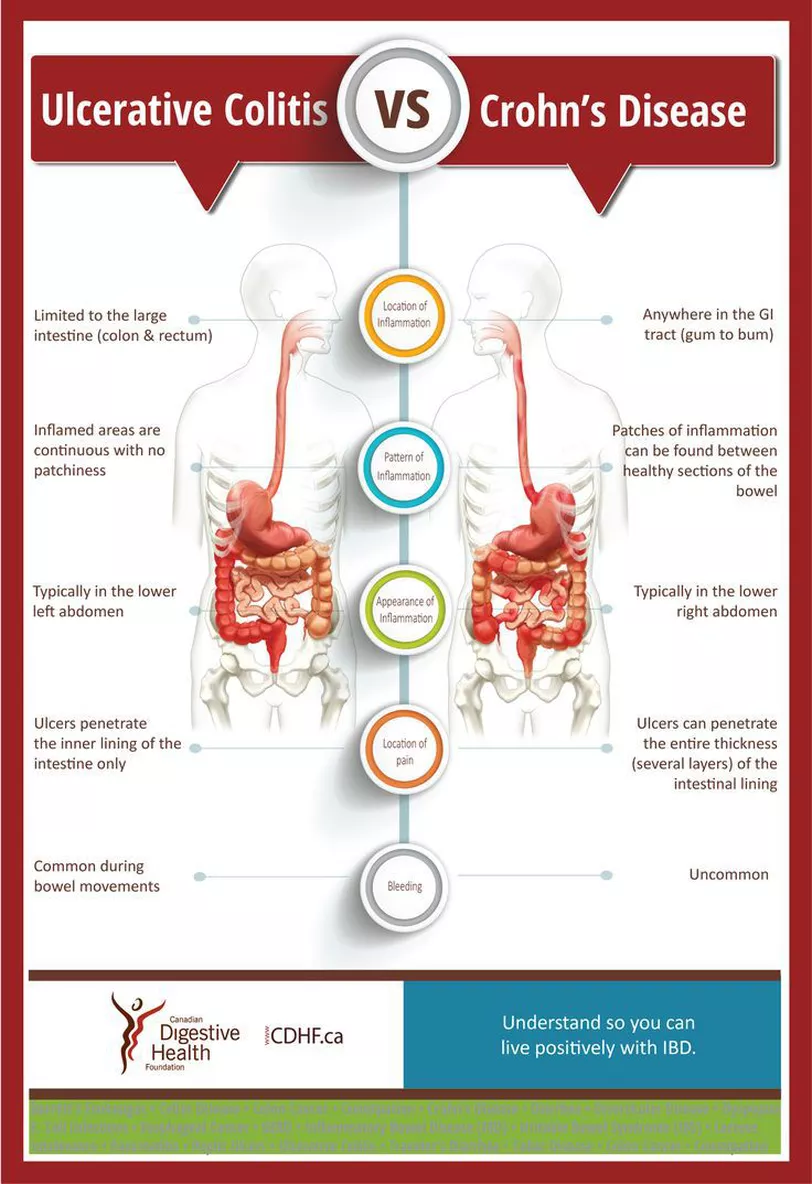 Ulcerative Colitis
VS
Crohn's Disease
Limited to the large
intestine (colon & rectum)
Location of
Inflammation
Anywhere in the GI
tract (gum to bum)
Inflamed areas are
continuous with no
patchiness
Pattern of
Inflammation
Patches of inflammation
can be found between
healthy sections of the
bowel
Typically in the lower
left abdomen
Appearance of
Inflammation
Typically in the lower
right abdomen
Ulcers penetrate
the inner lining of the
intestine only
Location of
pain
Ulcers can penetrate
the entire thickness
(several layers) of the
intestinal lining
Common during
bowel movements
Bleeding
Uncommon
Canadian
Digestive
Health
Foundation
www.CDHF.ca
Understand so you can
live positively with IBD.